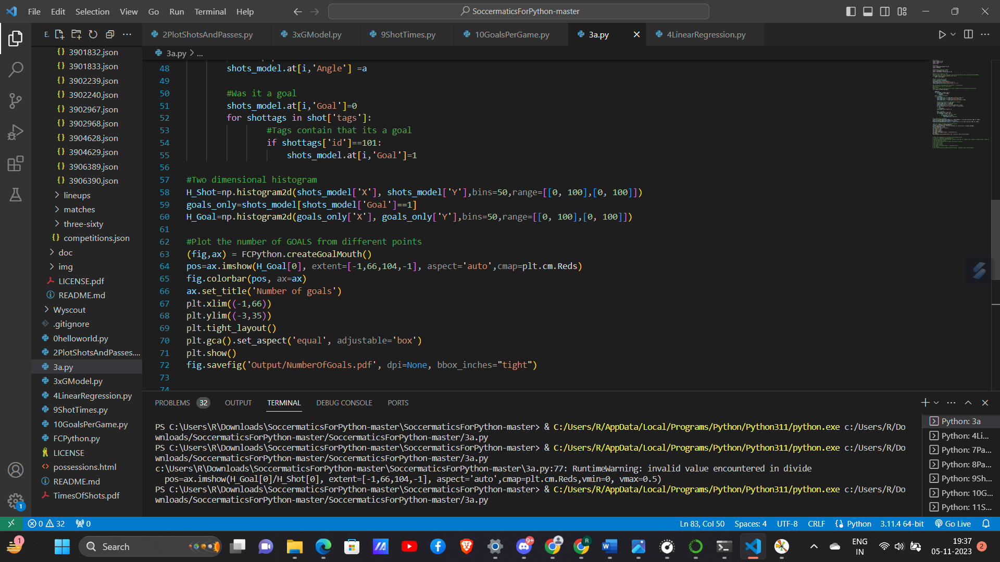 File Edit Selection View Go Run Terminal Help
SoccermaticsForPython-master
E.
2PlotShotsAndPasses.py 3xGModel.py 9ShotTimes.py 10GoalsPerGame.py 3a.py 4LinearRegression.py
3a.py > ...
3901832.json
3901833.json
3902239.json
3902240.json
3902967.json
3902968.json
3904628.json
3904629.json
3906389.json
3906390.json
lineups
matches
three-sixty
competitions.json
doc
img
LICENSE.pdf
README.md
Wyscout
.gitignore
0helloworld.py
2PlotShotsAndPasses....
3a.py
3xGModel.py
4LinearRegression.py
9ShotTimes.py
10GoalsPerGame.py
FCPython.py
LICENSE
possessions.html
README.md
TimesOfShots.pdf
48 shots_model.at[i,'Angle'] =a
49
50 #Was it a goal
51 shots_model.at[i,'Goal']=0
52 for shottags in shot['tags']:
53 #Tags contain that its a goal
54 if shottags['id']==101:
55 shots_model.at[i,'Goal']=1
56
57 #Two dimensional histogram
58 H_Shot=np.histogram2d(shots_model['X'], shots_model['Y'],bins=50,range=[[0, 100],[0, 100]])
59 goals_only=shots_model[shots_model['Goal']==1]
60 H_Goal=np.histogram2d(goals_only['X'], goals_only['Y'],bins=50,range=[[0, 100],[0, 100]])
61
62 #Plot the number of GOALS from different points
63 (fig,ax) = FCPython.createGoalMouth()
64 pos=ax.imshow(H_Goal[0], extent=[-1,66,104,-1], aspect='auto',cmap=plt.cm.Reds)
65 fig.colorbar(pos, ax=ax)
66 ax.set_title('Number of goals')
67 plt.xlim((-1,66))
68 plt.ylim((-3,35))
69 plt.tight_layout()
70 plt.gca().set_aspect('equal', adjustable='box')
71 plt.show()
72 fig.savefig('Output/NumberOfGoals.pdf', dpi=None, bbox_inches="tight")
73
74
PROBLEMS 32 OUTPUT TERMINAL DEBUG CONSOLE PORTS
PS C:\Users\R\Downloads\SoccermaticsForPython-master\SoccermaticsForPython-master> & C:/Users/R/AppData/Local/Programs/Python/Python311/python.exe c:/Users/R/Do
wnloads/SoccermaticsForPython-master/SoccermaticsForPython-master/3a.py
PS C:\Users\R\Downloads\SoccermaticsForPython-master\SoccermaticsForPython-master> & C:/Users/R/AppData/Local/Programs/Python/Python311/python.exe c:/Users/R/Do
wnloads/SoccermaticsForPython-master/SoccermaticsForPython-master/3a.py
c:\Users\R\Downloads\SoccermaticsForPython-master\SoccermaticsForPython-master\3a.py:77: RuntimeWarning: invalid value encountered in divide
pos=ax.imshow(H_Goal[0]/H_Shot[0], extent=[-1,66,104,-1], aspect='auto',cmap=plt.cm.Reds,vmin=0, vmax=0.5)
PS C:\Users\R\Downloads\SoccermaticsForPython-master\SoccermaticsForPython-master> & C:/Users/R/AppData/Local/Programs/Python/Python311/python.exe c:/Users/R/Do
wnloads/SoccermaticsForPython-master/SoccermaticsForPython-master/3a.py
Python: 3a
Python: 4Li...
Python: 7Pa...
Python: 8Pa...
Python: 9Sh...
Python: 10G...
Python: 11S...
1
0 32 0 Ln 83, Col 50 Spaces: 4 UTF-8 CRLF Python 3.11.4 64-bit Go Live
1 Search 9+ R ENG 19:37
IN 05-11-2023 2